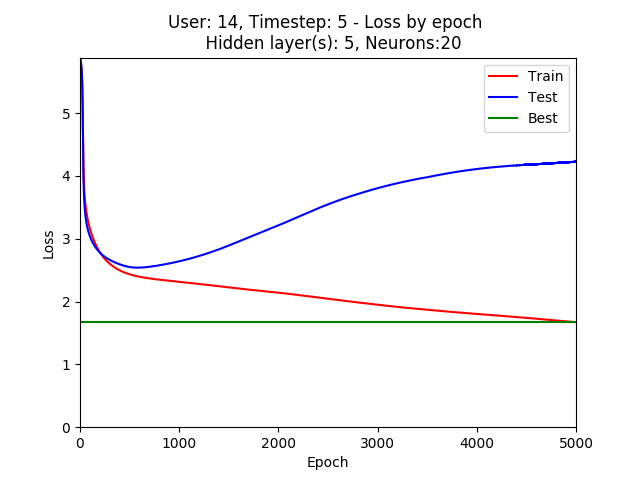 User: 14, Timestep: 5 - Loss by epoch
Hidden layer(s): 5, Neurons:20
Train
Test
Best
Loss
5
4
3
2
1
0
0 1000 2000 3000 4000 5000
Epoch